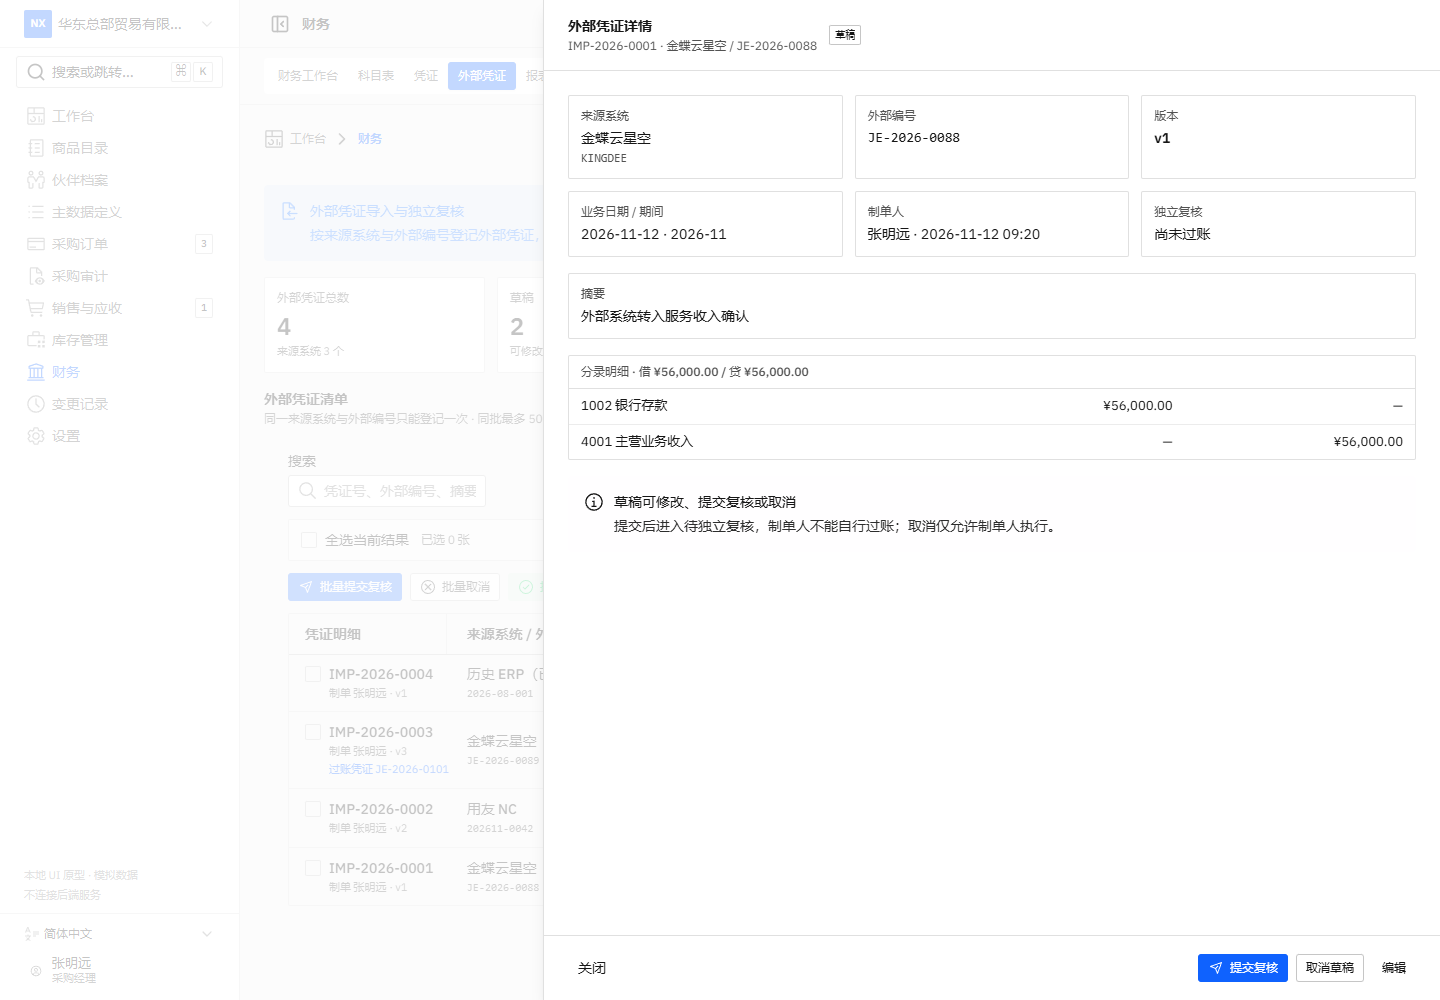 NX 华东总部贸易有限...
搜索或跳转... ⌘ K
工作台
商品目录
伙伴档案
主数据定义
采购订单 3
采购审计
销售与应收 1
库存管理
财务
变更记录
设置
本地 UI 原型 · 模拟数据
不连接后端服务
简体中文
张明远
采购经理
财务
财务工作台 科目表 凭证 外部凭证 报
工作台 > 财务
外部凭证导入与独立复核
按来源系统与外部编号登记外部凭证，
外部凭证总数
4
来源系统 3 个
草稿
2
可修改
外部凭证清单
同一来源系统与外部编号只能登记一次 · 同批最多 50
搜索
凭证号、外部编号、摘要
全选当前结果 已选 0 张
批量提交复核 批量取消
凭证明细 来源系统 /
IMP-2026-0004 历史 ERP
制单 张明远 · v1 2026-08-001
IMP-2026-0003 金蝶云星空
制单 张明远 · v3 JE-2026-0089
过账凭证 JE-2026-0101
IMP-2026-0002 用友 NC
制单 张明远 · v2 202611-0042
IMP-2026-0001 金蝶云星空
制单 张明远 · v1 JE-2026-0088
外部凭证详情
IMP-2026-0001 · 金蝶云星空 / JE-2026-0088 草稿
来源系统
金蝶云星空
KINGDEE
外部编号
JE-2026-0088
版本
v1
业务日期 / 期间
2026-11-12 · 2026-11
制单人
张明远 · 2026-11-12 09:20
独立复核
尚未过账
摘要
外部系统转入服务收入确认
分录明细 · 借 ¥56,000.00 / 贷 ¥56,000.00
1002 银行存款 ¥56,000.00 —
4001 主营业务收入 — ¥56,000.00
草稿可修改、提交复核或取消
提交后进入待独立复核，制单人不能自行过账；取消仅允许制单人执行。
关闭 提交复核 取消草稿 编辑